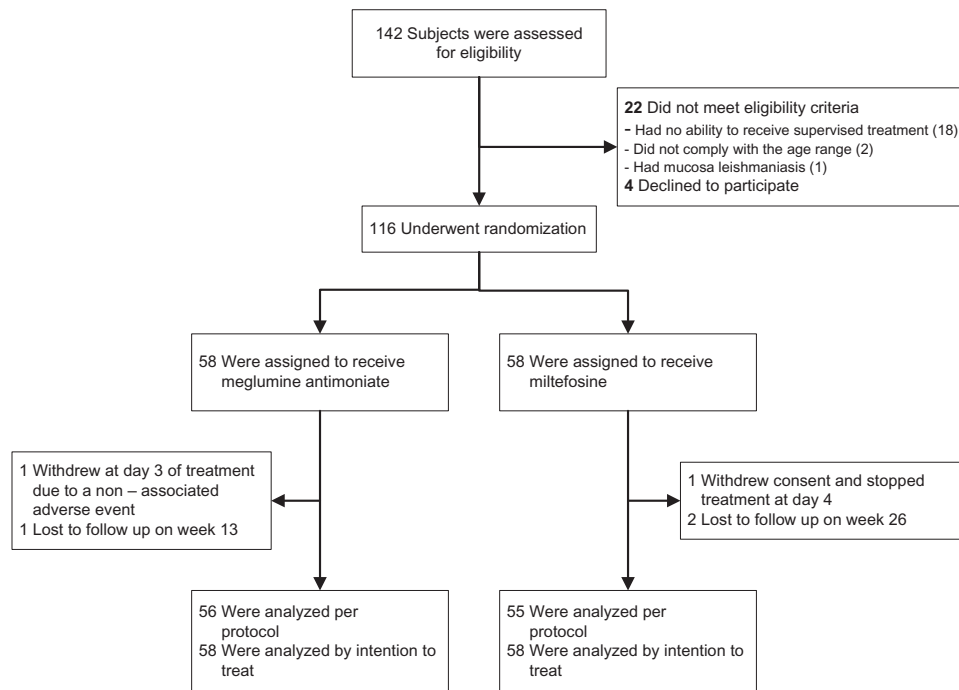 142 Subjects were assessed
for eligibility
22 Did not meet eligibility criteria
- Had no ability to receive supervised treatment (18)
- Did not comply with the age range (2)
- Had mucosa leishmaniasis (1)
4 Declined to participate
116 Underwent randomization
58 Were assigned to receive
meglumine antimoniate
58 Were assigned to receive
miltefosine
1 Withdrew at day 3 of treatment
due to a non – associated
adverse event
1 Lost to follow up on week 13
1 Withdrew consent and stopped
treatment at day 4
2 Lost to follow up on week 26
56 Were analyzed per
protocol
58 Were analyzed by intention to
treat
55 Were analyzed per
protocol
58 Were analyzed by intention to
treat